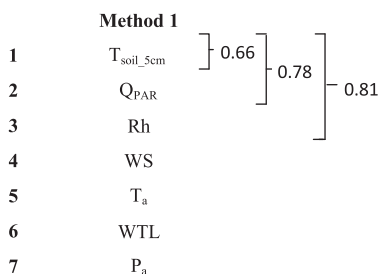 Method 1
1 T_soil_5cm 0.66
2 Q_PAR 0.78
3 Rh 0.81
4 WS
5 T_a
6 WTL
7 P_a